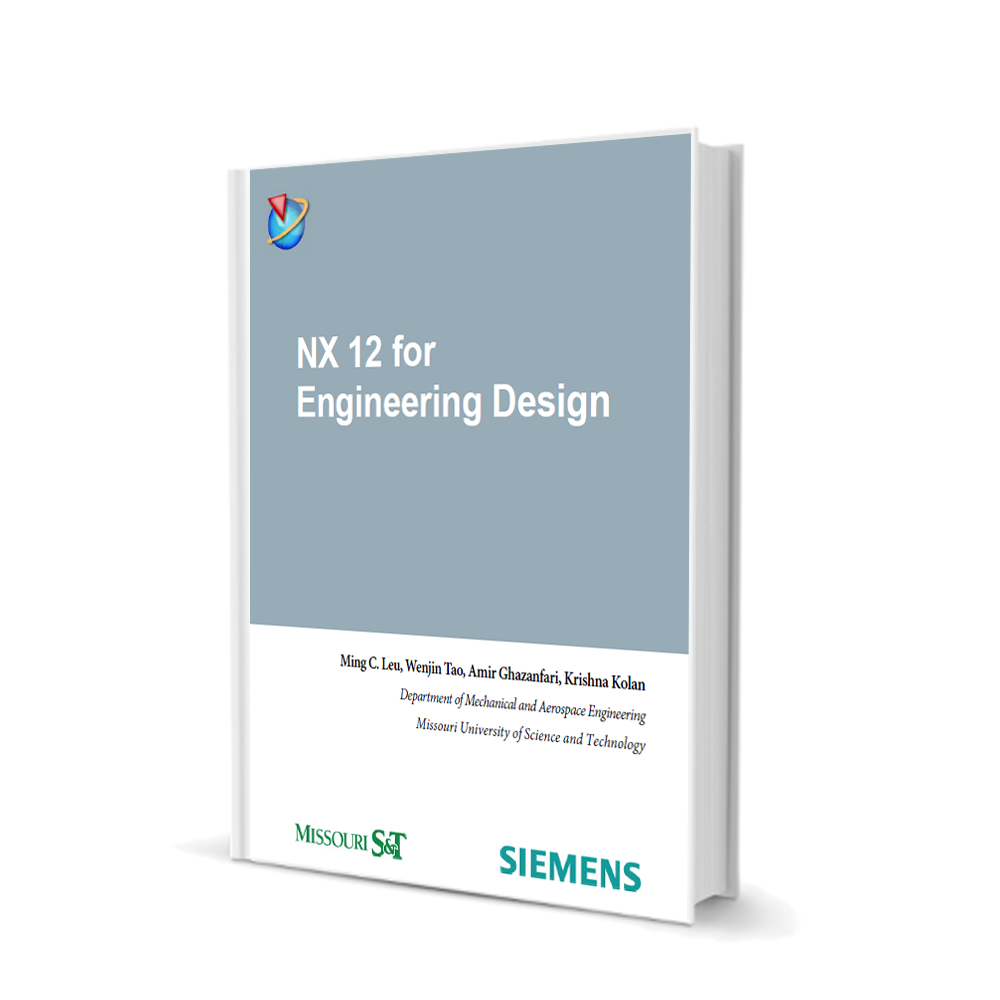 NX 12 for
Engineering Design
Ming C. Leu, Wenjin Tao, Amir Ghazanfari, Krishna Kolan
Department of Mechanical and Aerospace Engineering
Missouri University of Science and Technology
MISSOURI S&T
SIEMENS